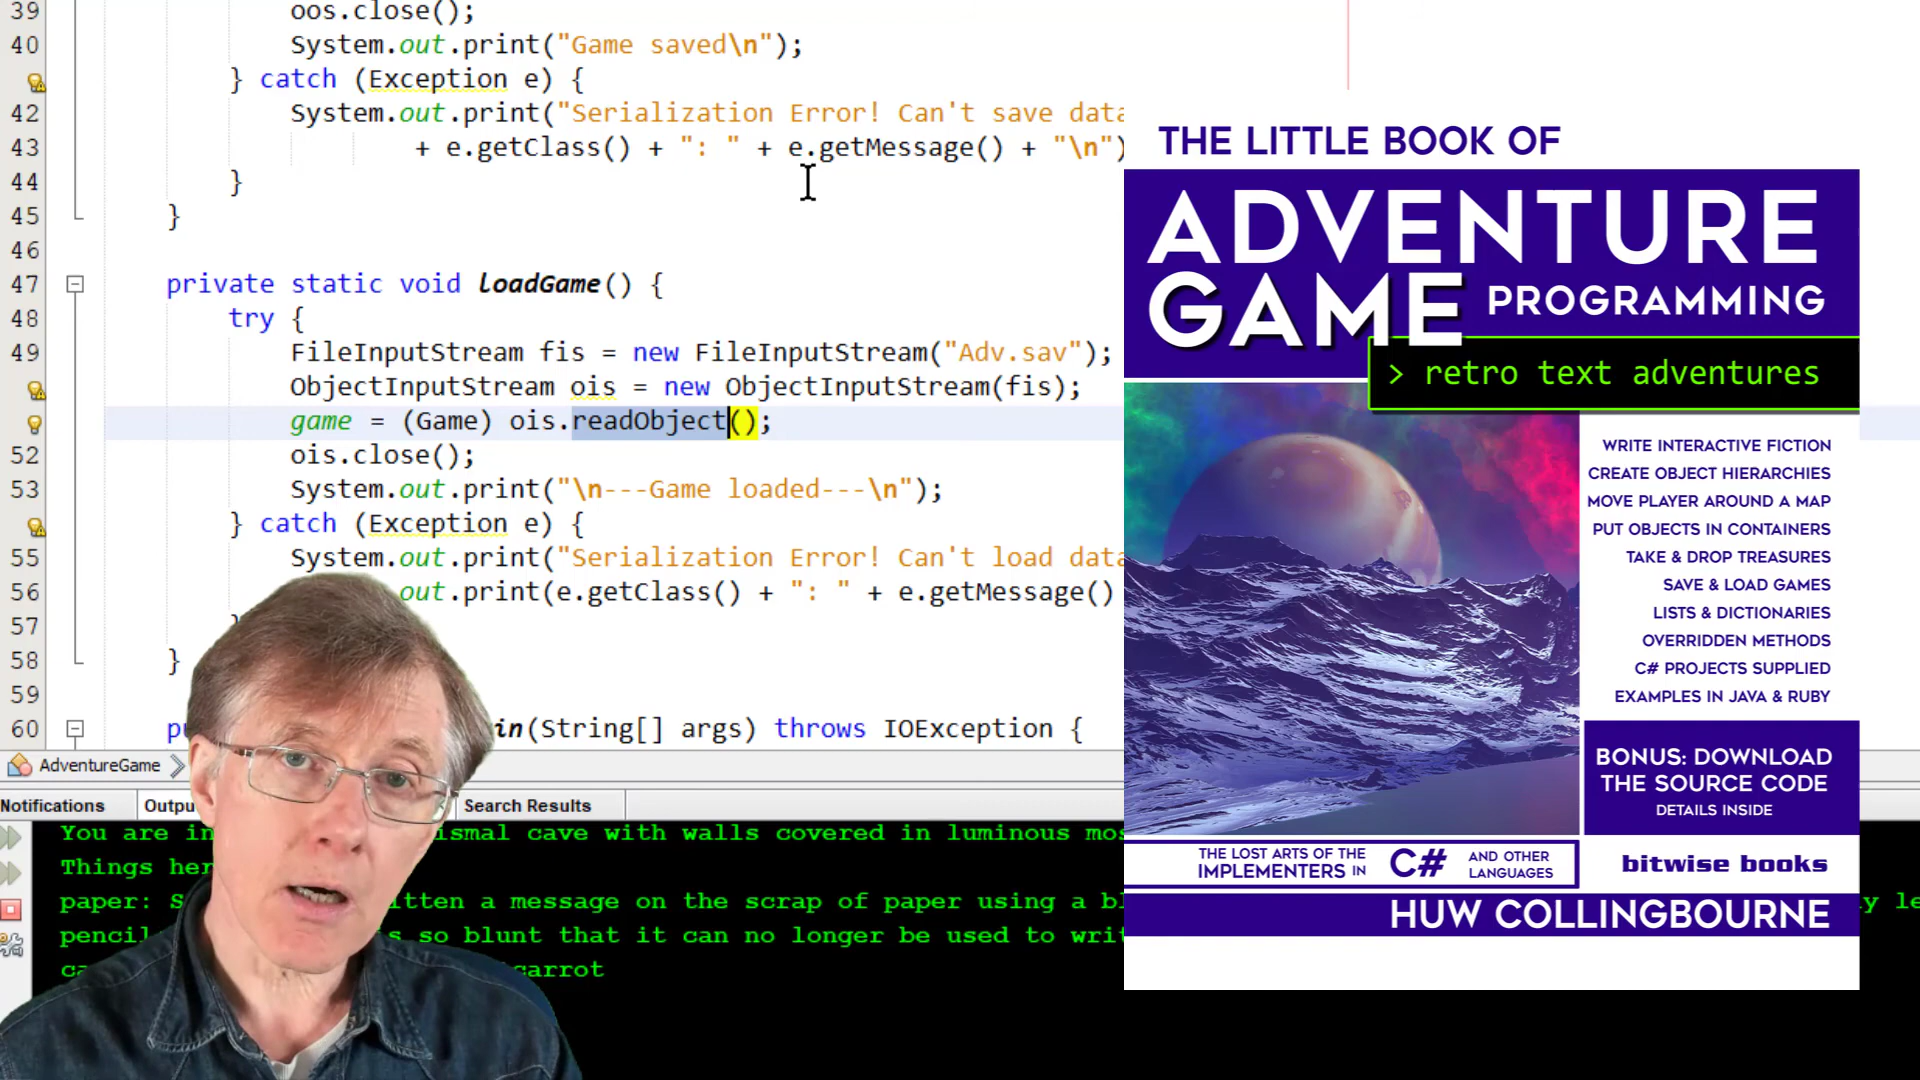 39 oos.close();
40 System.out.print("Game saved\n");
} catch (Exception e) {
42 System.out.print("Serialization Error! Can't save data
43 + e.getClass() + ": " + e.getMessage() + "\n")
44 }
45 }
46
47 private static void loadGame() {
48 try {
49 FileInputStream fis = new FileInputStream("Adv.sav");
ObjectInputStream ois = new ObjectInputStream(fis);
game = (Game) ois.readObject();
52 ois.close();
53 System.out.print("\n---Game loaded---\n");
} catch (Exception e) {
55 System.out.print("Serialization Error! Can't load data
56 out.print(e.getClass() + ": " + e.getMessage()
57
58 }
59
60 in(String[] args) throws IOException {
AdventureGame
Notifications Outpu Search Results
You are in ismal cave with walls covered in luminous mos
Things her
paper: S itten a message on the scrap of paper using a bl y le
pencil s so blunt that it can no longer be used to writ
ca carrot
THE LITTLE BOOK OF
ADVENTURE
GAME PROGRAMMING
> retro text adventures
WRITE INTERACTIVE FICTION
CREATE OBJECT HIERARCHIES
MOVE PLAYER AROUND A MAP
PUT OBJECTS IN CONTAINERS
TAKE & DROP TREASURES
SAVE & LOAD GAMES
LISTS & DICTIONARIES
OVERRIDDEN METHODS
C# PROJECTS SUPPLIED
EXAMPLES IN JAVA & RUBY
BONUS: DOWNLOAD
THE SOURCE CODE
DETAILS INSIDE
THE LOST ARTS OF THE
IMPLEMENTERS IN C# AND OTHER
LANGUAGES
bitwise books
HUW COLLINGBOURNE